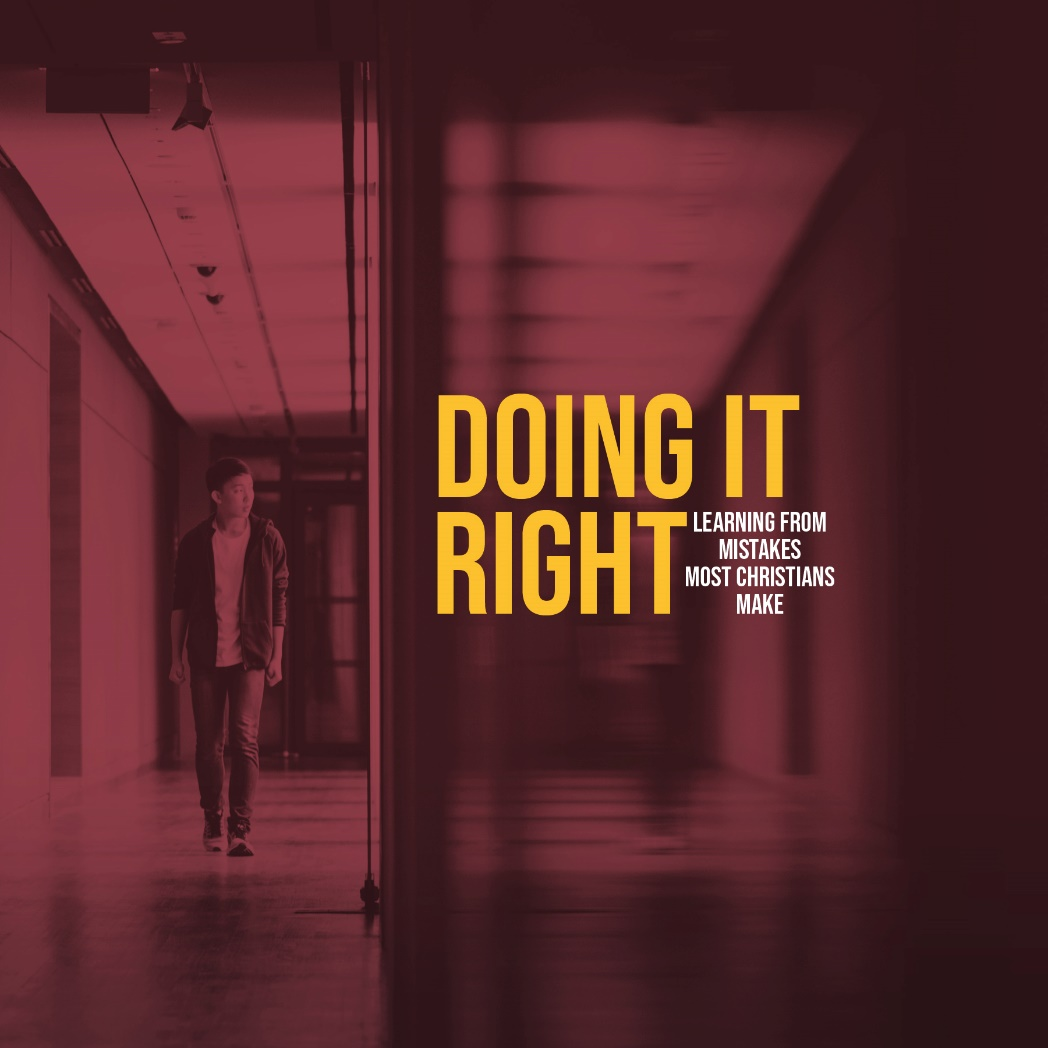 DOING IT
RIGHT
LEARNING FROM
MISTAKES
MOST CHRISTIANS
MAKE